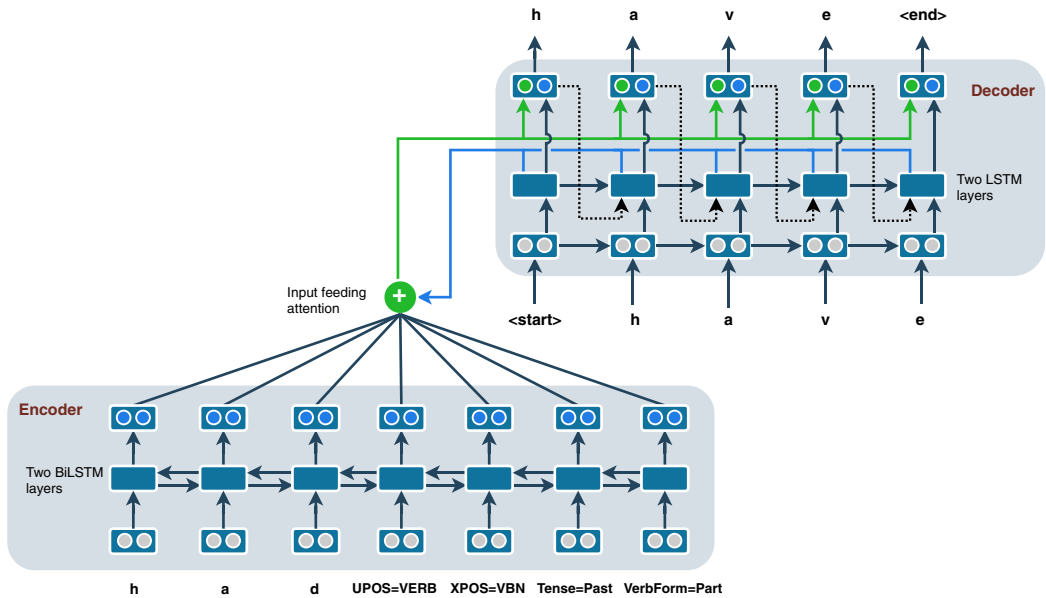 h a v e <end>
Decoder
Two LSTM
layers
Input feeding
attention
+
<start> h a v e
Encoder
Two BiLSTM
layers
h a d UPOS=VERB XPOS=VBN Tense=Past VerbForm=Part